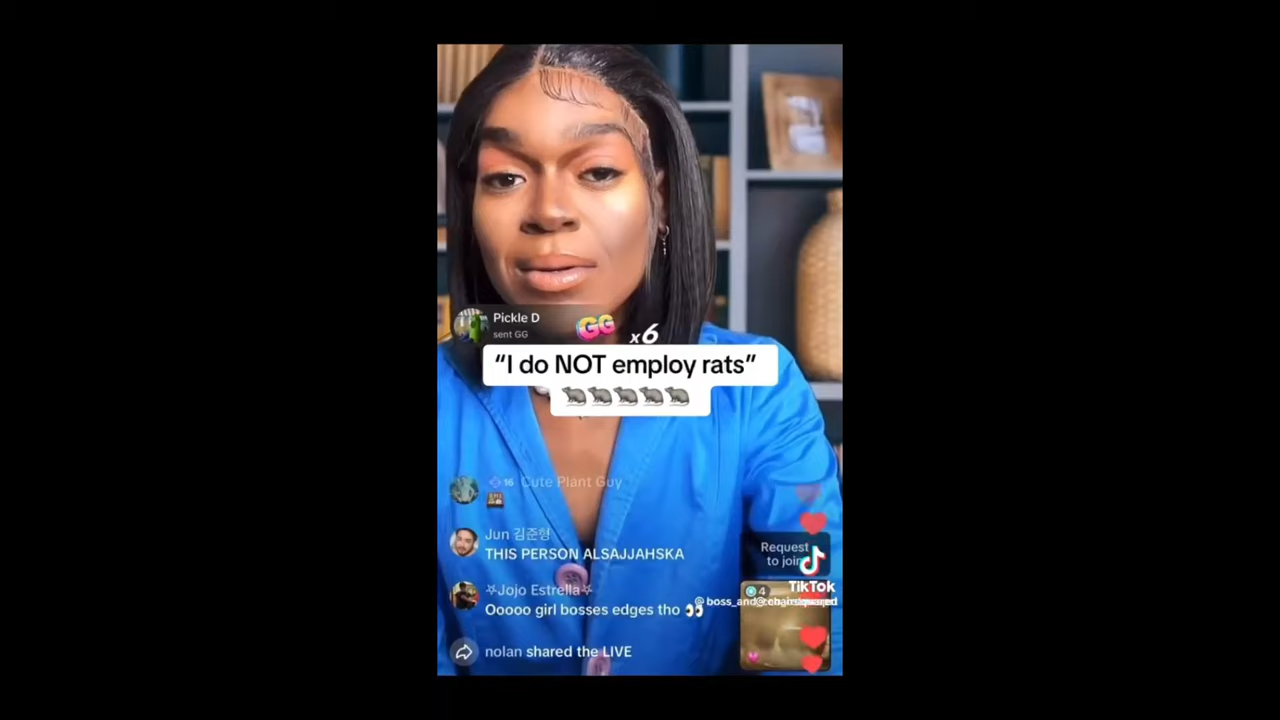 Pickle D
sent GG
GG x6
“I do NOT employ rats”
🐀🐀🐀🐀🐀
16 Cute Plant Guy
Jun 김준형
THIS PERSON ALSAJJAHSKA
⛧Jojo Estrella⛧
Ooooo girl bosses edges tho 👀
nolan shared the LIVE
Request
to join
TikTok
4